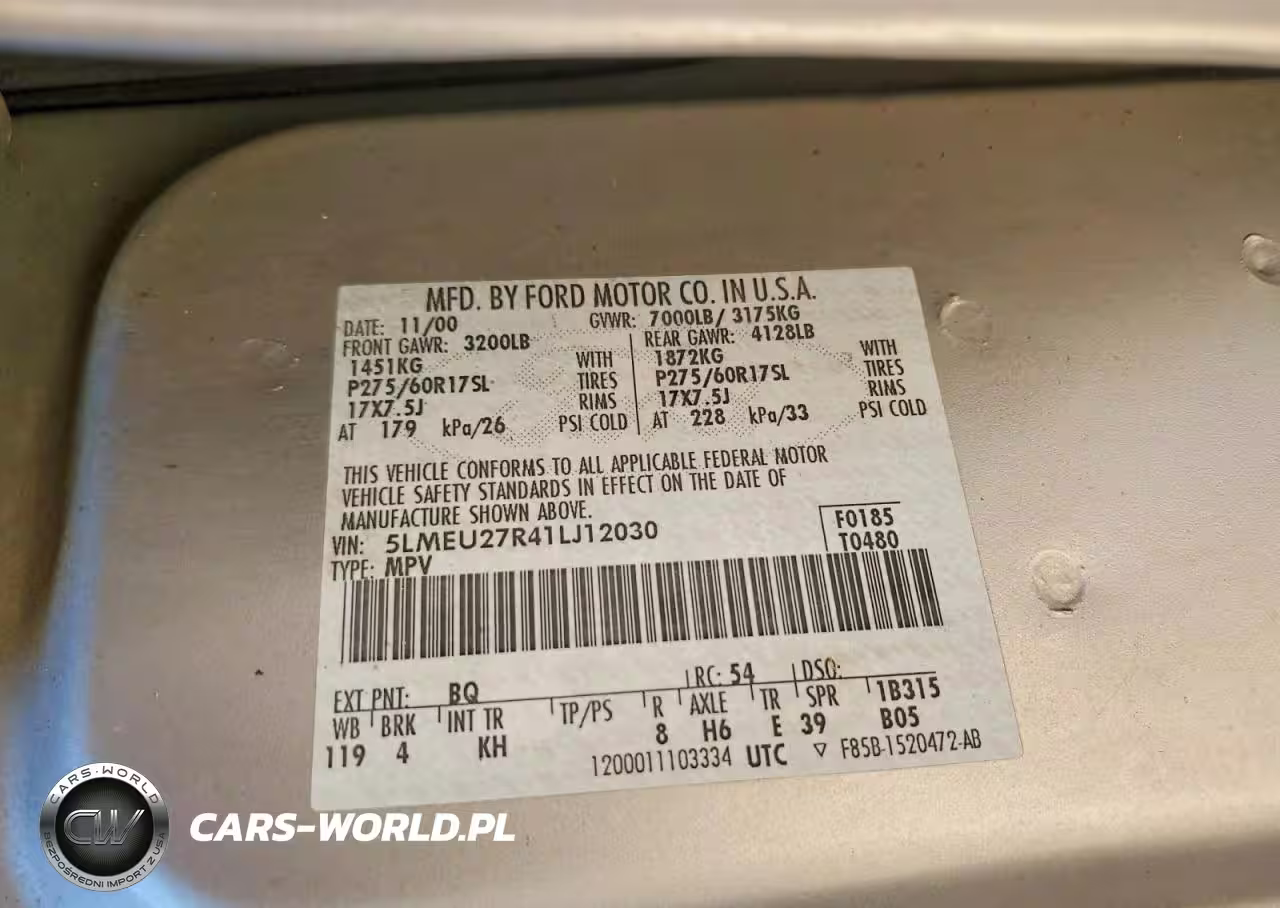 MFD. BY FORD MOTOR CO. IN U.S.A.
DATE: 11/00 GVWR: 7000LB/ 3175KG
FRONT GAWR: 3200LB REAR GAWR: 4128LB
1451KG WITH 1872KG WITH
P275/60R17SL TIRES P275/60R17SL TIRES
17X7.5J RIMS 17X7.5J RIMS
AT 179 kPa/26 PSI COLD AT 228 kPa/33 PSI COLD
THIS VEHICLE CONFORMS TO ALL APPLICABLE FEDERAL MOTOR
VEHICLE SAFETY STANDARDS IN EFFECT ON THE DATE OF
MANUFACTURE SHOWN ABOVE.
VIN: 5LMEU27R41LJ12030 F0185
TYPE: MPV T0480
EXT PNT: BQ RC: 54 DSO:
WB BRK INT TR TP/PS R AXLE TR SPR 1B315
119 4 KH 8 H6 E 39 B05
1200011103334 UTC ▽ F85B-1520472-AB
CARS-WORLD
CW
BEZPOŚREDNI IMPORT Z USA
CARS-WORLD.PL